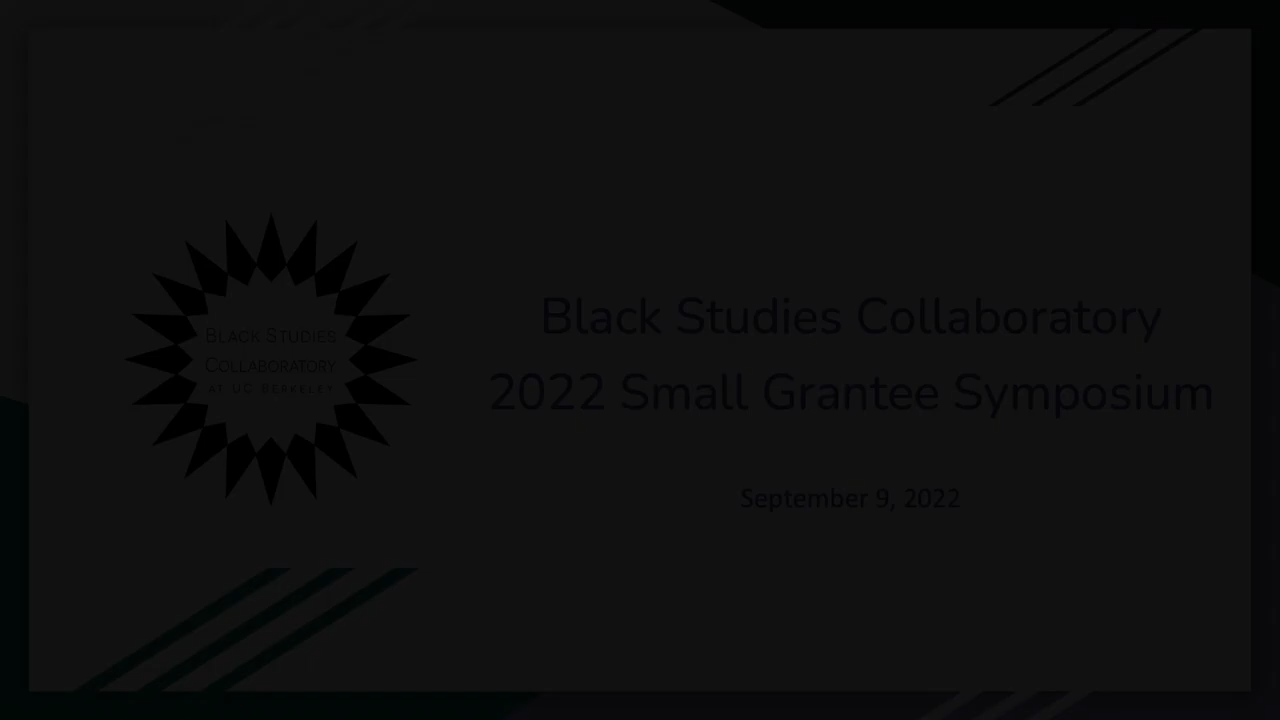 BLACK STUDIES
COLLABORATORY
AT UC BERKELEY
Black Studies Collaboratory
2022 Small Grantee Symposium
September 9, 2022